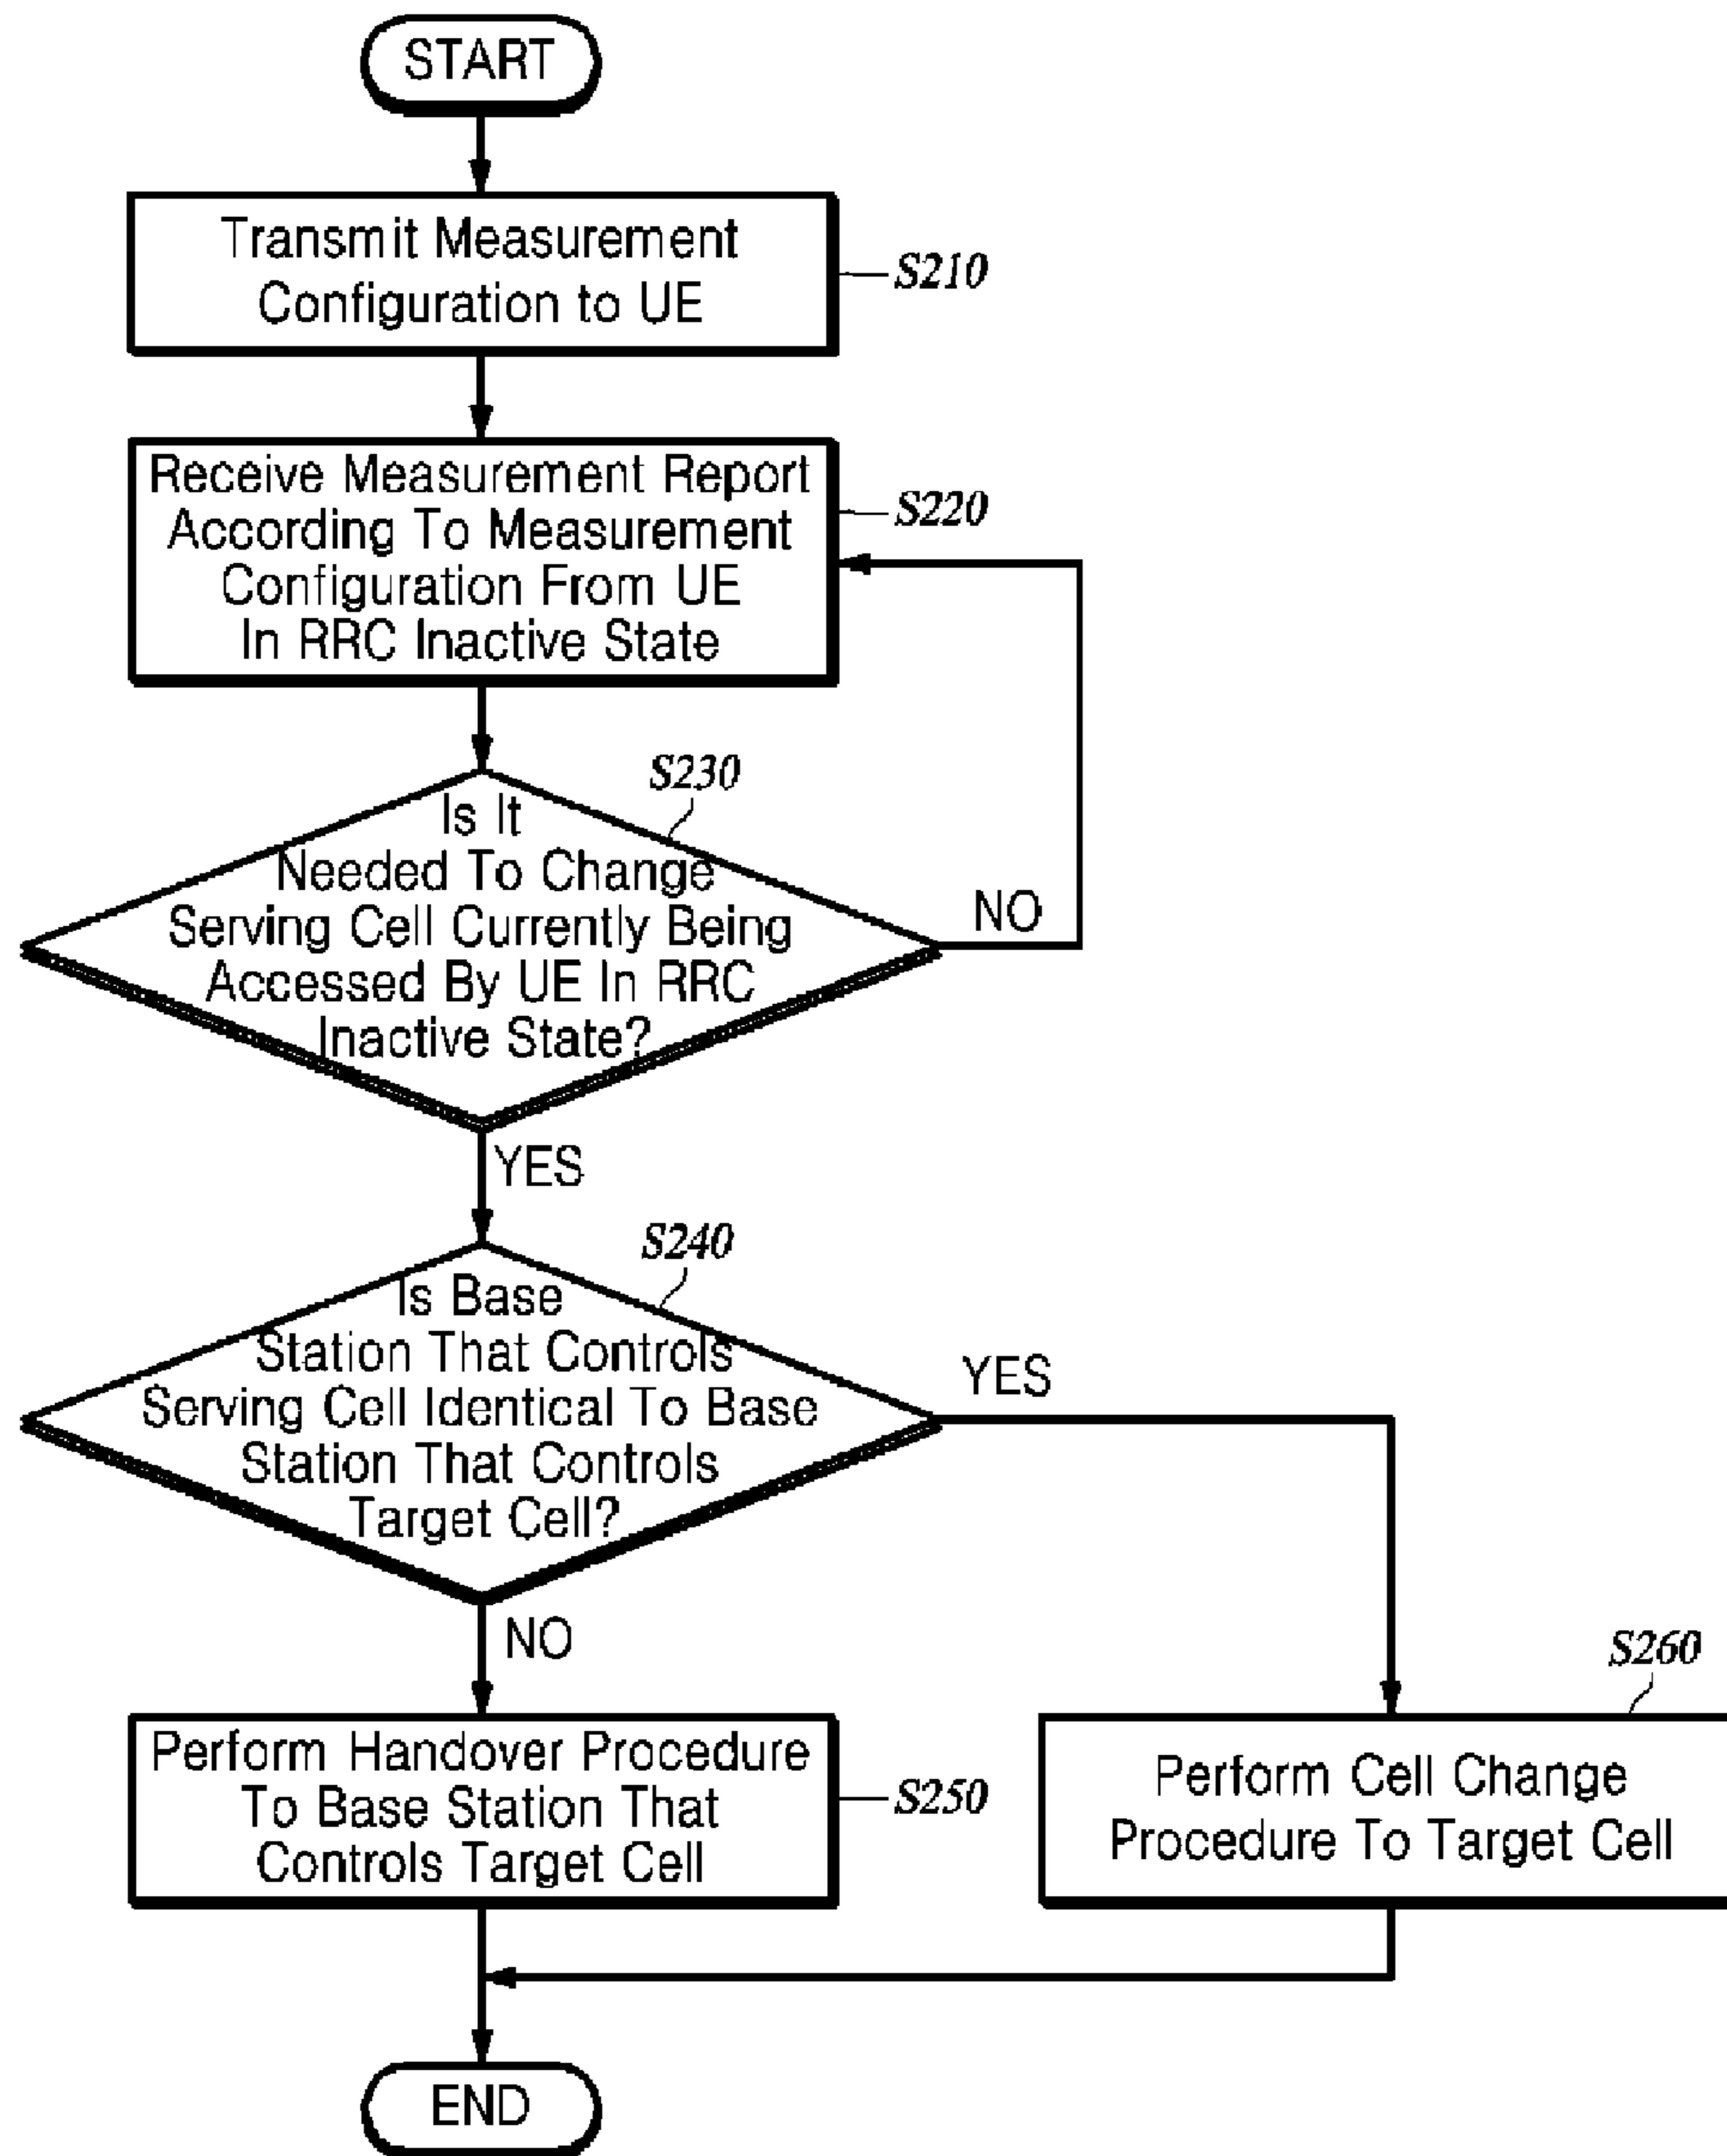 START
Transmit Measurement
Configuration to UE
S210
Receive Measurement Report
According To Measurement
Configuration From UE
In RRC Inactive State
S220
S230
Is It
Needed To Change
Serving Cell Currently Being
Accessed By UE In RRC
Inactive State?
NO
YES
S240
Is Base
Station That Controls
Serving Cell Identical To Base
Station That Controls
Target Cell?
YES
NO
S260
Perform Handover Procedure
To Base Station That
Controls Target Cell
S250
Perform Cell Change
Procedure To Target Cell
END